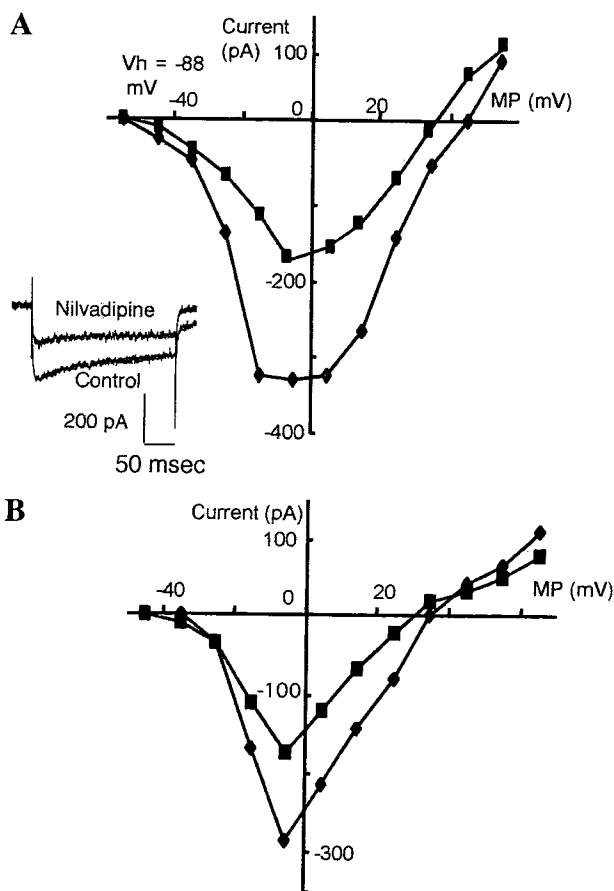 A
Current
(pA)
100
Vh = -88
mV
MP (mV)
-40
0
20
-200
Nilvadipine
Control
200 pA
-400
50 msec
B
Current (pA)
100
-40
0
20
MP (mV)
-100
-300